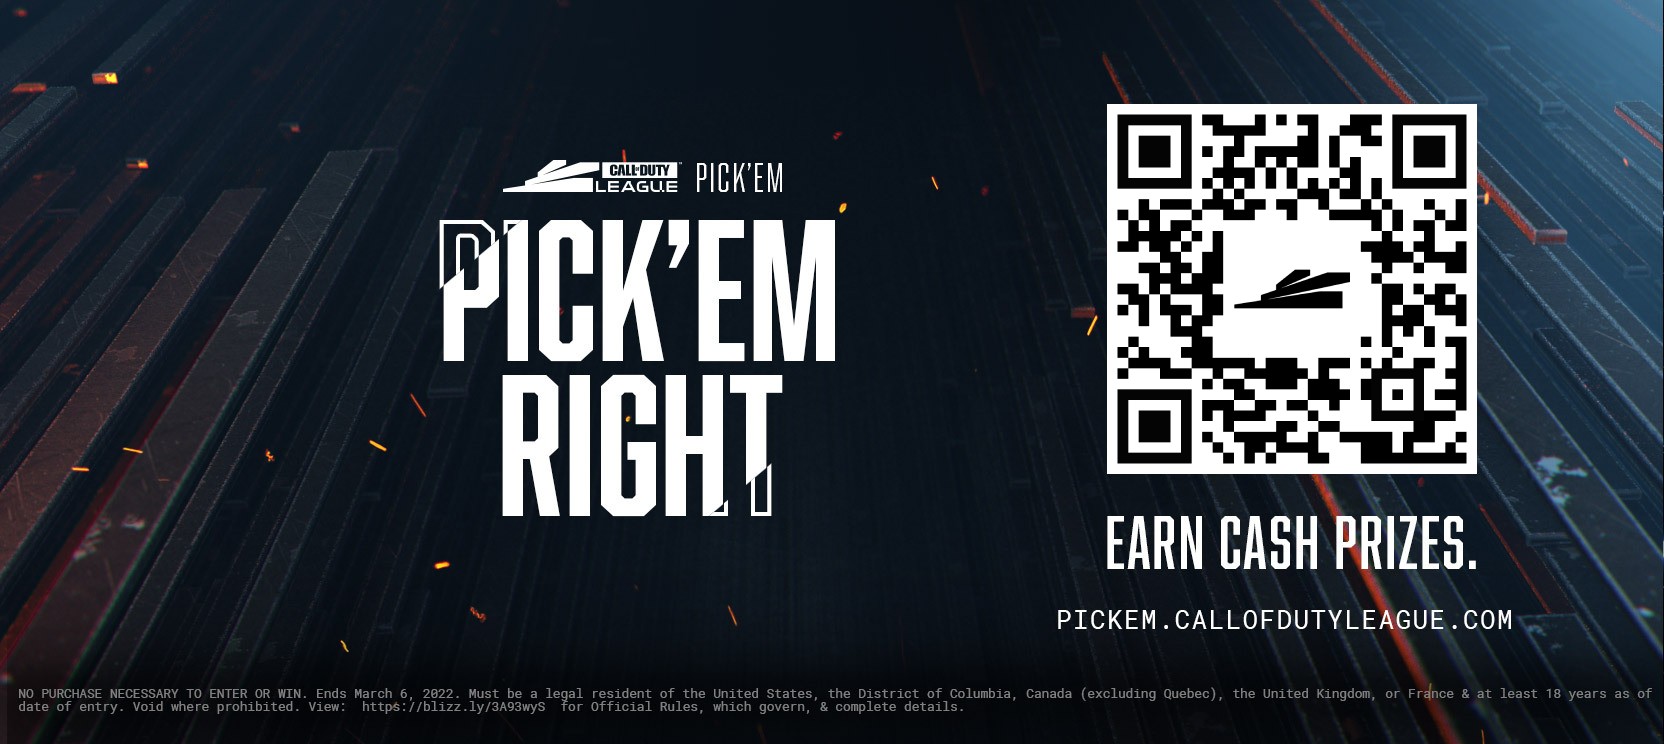 CALL OF DUTY LEAGUE™ PICK'EM
PICK'EM
RIGHT
EARN CASH PRIZES.
PICKEM.CALLOFDUTYLEAGUE.COM
NO PURCHASE NECESSARY TO ENTER OR WIN. Ends March 6, 2022. Must be a legal resident of the United States, the District of Columbia, Canada (excluding Quebec), the United Kingdom, or France & at least 18 years as of
date of entry. Void where prohibited. View: https://blizz.ly/3A93wyS for Official Rules, which govern, & complete details.